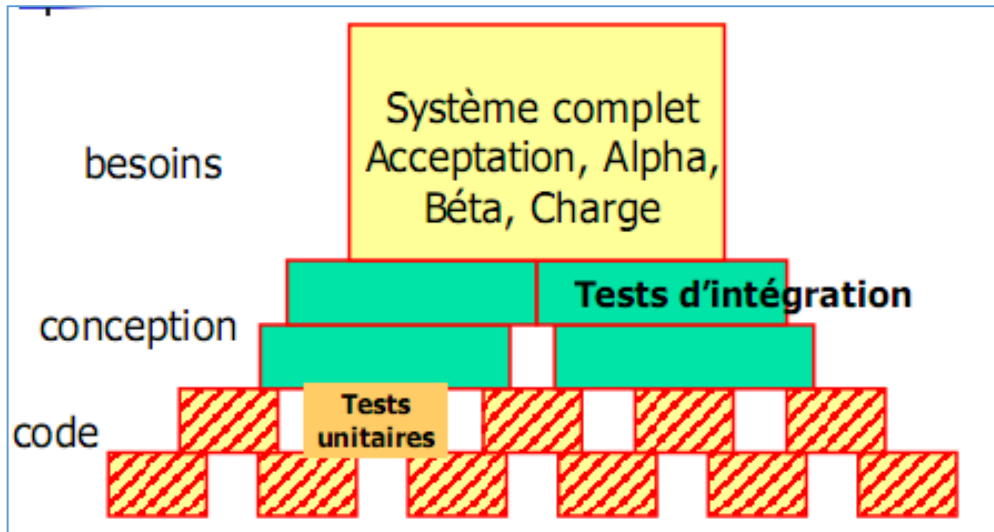 Système complet
Acceptation, Alpha,
Béta, Charge
besoins
Tests d'intégration
conception
Tests
unitaires
code